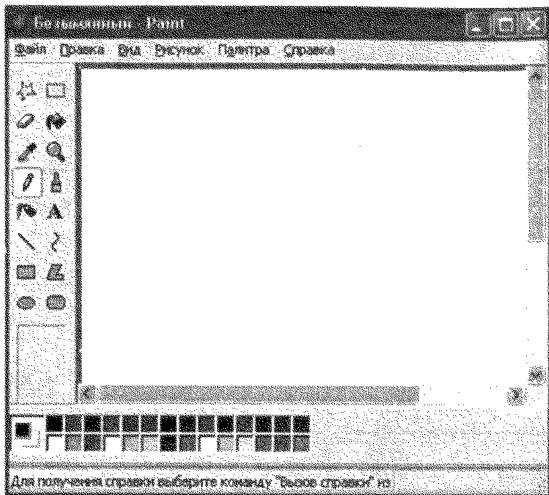 Безымянный - Paint
Файл Правка Вид Рисунок Палитра Справка
A
Для получения справки выберите команду "Вызов справки" из